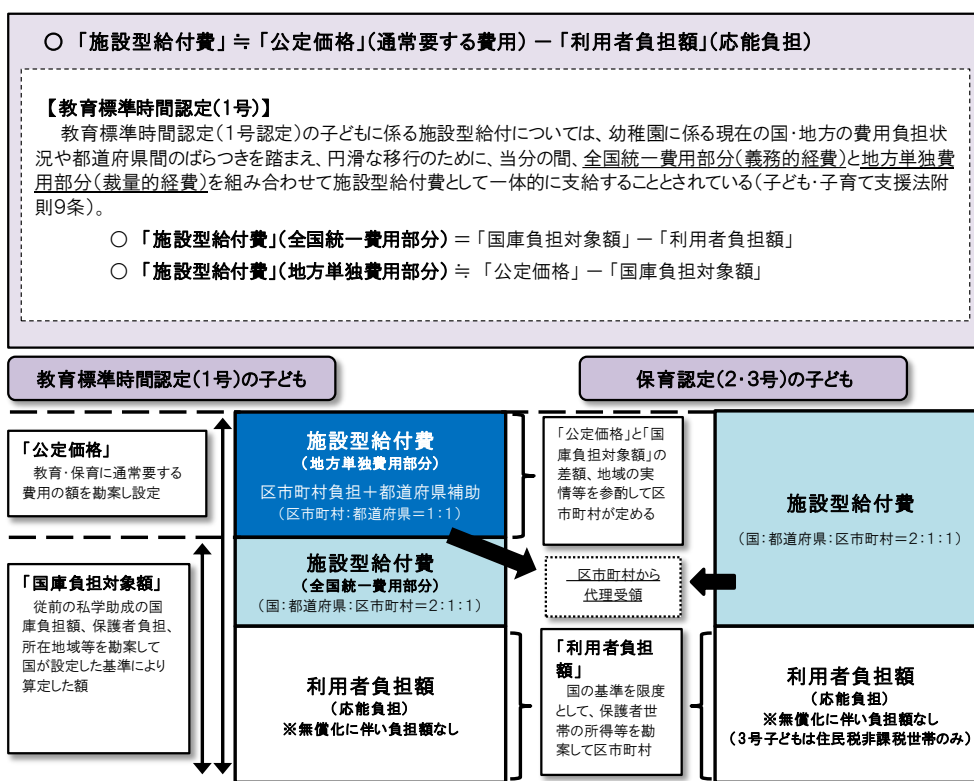 ○ 「施設型給付費」≒「公定価格」(通常要する費用) － 「利用者負担額」(応能負担)
【教育標準時間認定(1号)】
教育標準時間認定(1号認定)の子どもに係る施設型給付については、幼稚園に係る現在の国・地方の費用負担状
況や都道府県間のばらつきを踏まえ、円滑な移行のために、当分の間、全国統一費用部分(義務的経費)と地方単独費
用部分(裁量的経費)を組み合わせて施設型給付費として一体的に支給することとされている(子ども・子育て支援法附
則9条)。
○ 「施設型給付費」(全国統一費用部分) ＝ 「国庫負担対象額」 － 「利用者負担額」
○ 「施設型給付費」(地方単独費用部分) ≒ 「公定価格」 － 「国庫負担対象額」
教育標準時間認定(1号)の子ども
保育認定(2・3号)の子ども
「公定価格」
教育・保育に通常要する
費用の額を勘案し設定
「国庫負担対象額」
従前の私学助成の国
庫負担額、保護者負担、
所在地域等を勘案して
国が設定した基準により
算定した額
施設型給付費
(地方単独費用部分)
区市町村負担＋都道府県補助
(区市町村:都道府県＝1:1)
施設型給付費
(全国統一費用部分)
(国:都道府県:区市町村＝2:1:1)
利用者負担額
(応能負担)
※無償化に伴い負担額なし
「公定価格」と「国
庫負担対象額」の
差額、地域の実
情等を参酌して区
市町村が定める
区市町村から
代理受領
「利用者負担
額」
国の基準を限度
として、保護者世
帯の所得等を勘
案して区市町村
施設型給付費
(国:都道府県:区市町村＝2:1:1)
利用者負担額
(応能負担)
※無償化に伴い負担額なし
(3号子どもは住民税非課税世帯のみ)